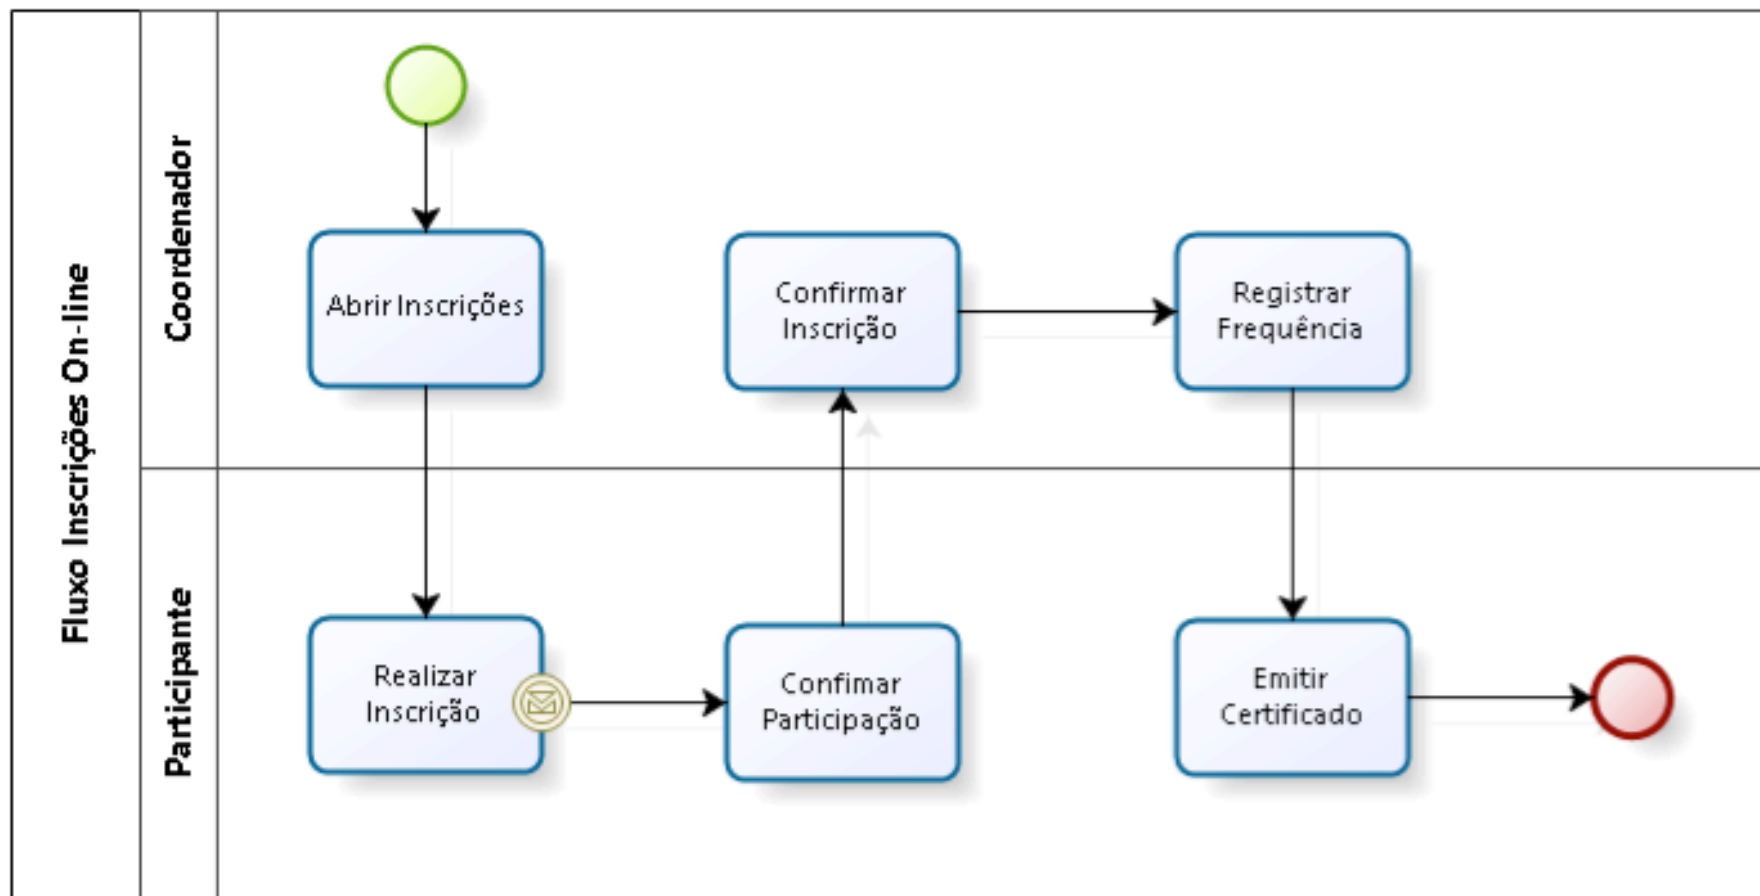 Fluxo Inscrições On-line
Coordenador
Abrir Inscrições
Confirmar
Inscrição
Registrar
Frequência
Participante
Realizar
Inscrição
Confimar
Participação
Emitir
Certificado